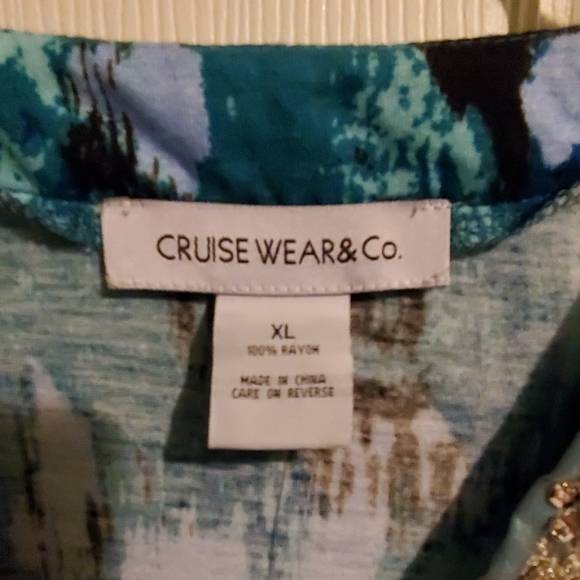 CRUISE WEAR & Co.
XL
100% RAYON
MADE IN CHINA
CARE ON REVERSE